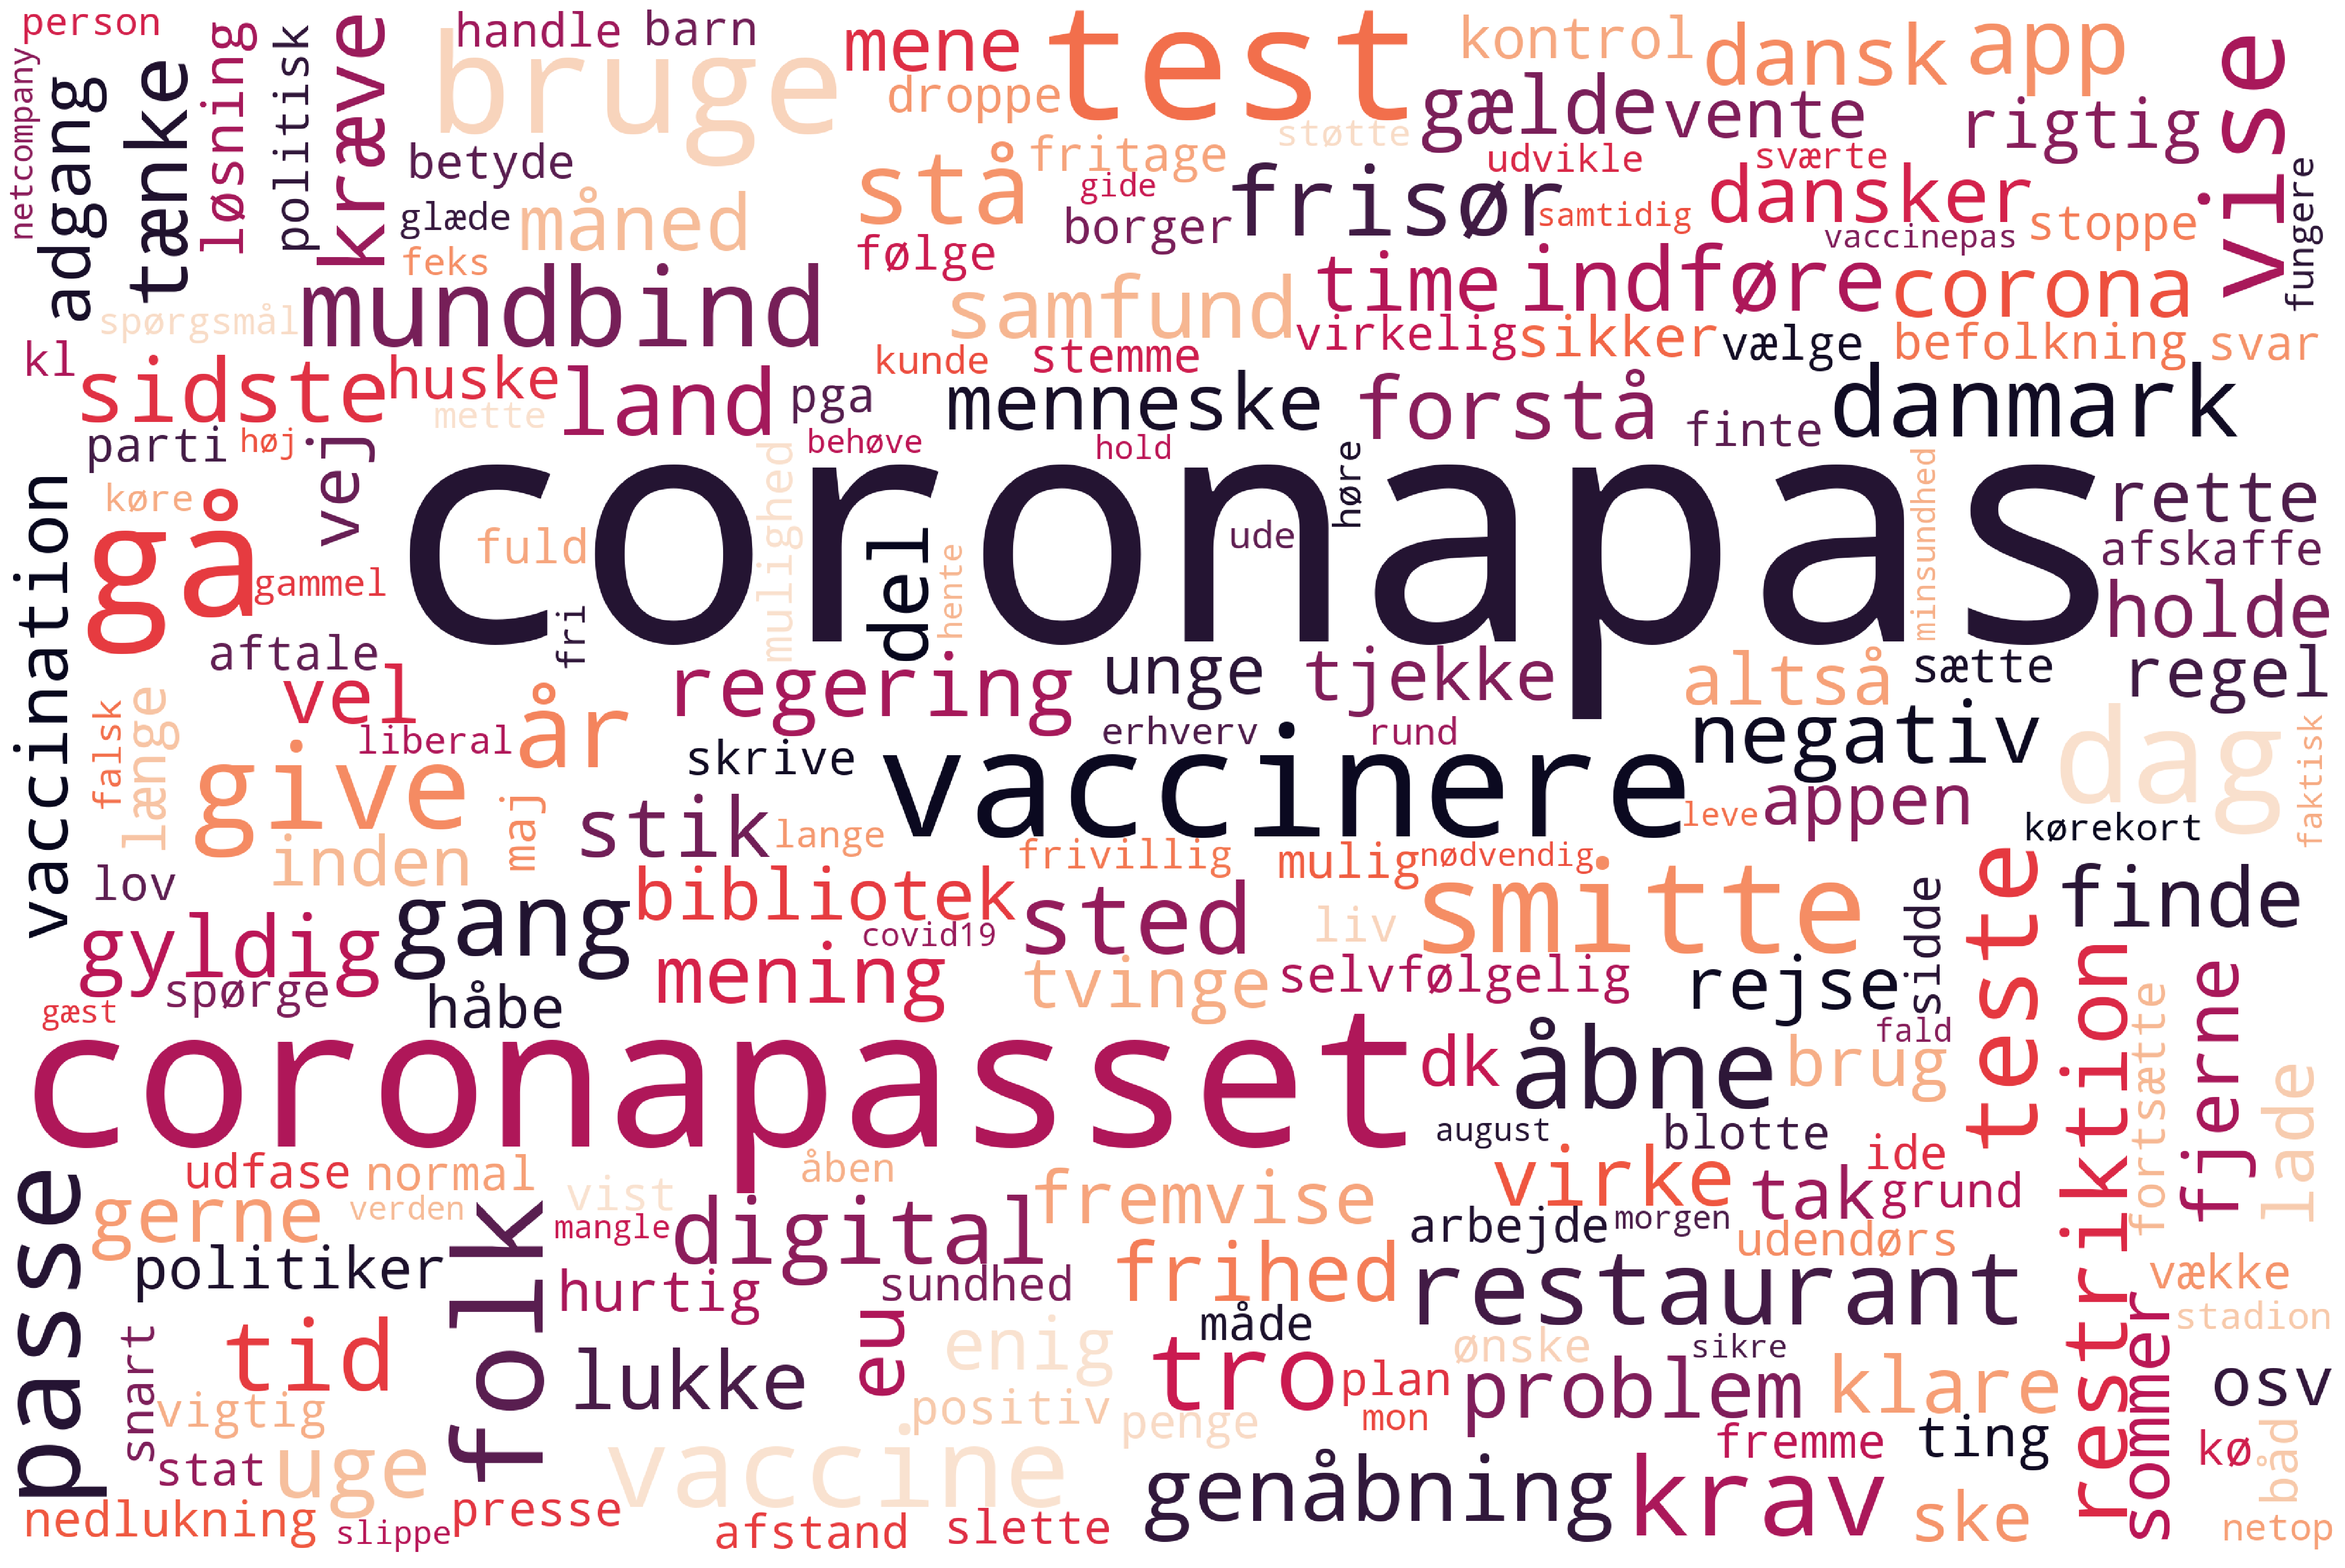 person
netcompany
adgang
tænke
løsning
politisk
kræve
handle
barn
bruge
mene
test
kontrol
dansk
app
vise
droppe
støtte
gælde
vente
rigtig
betyde
stå
fritage
udvikle
sværte
gide
frisør
dansker
fungere
glæde
måned
borger
samtidig
stoppe
vaccinepas
følge
feks
mundbind
samfund
time
indføre
corona
spørgsmål
virkelig
sikker
vælge
befolkning
svar
kl
sidste
huske
land
pga
kunde
stemme
menneske
forstå
danmark
mette
finte
parti
høj
vej
behøve
hold
høre
mulighed
minsundhed
vaccination
køre
gå
coronapas
rette
fuld
del
ude
afskaffe
gammel
hente
fri
holde
aftale
vel
regering
unge
tjekke
altså
sætte
regel
falsk
længe
liberal
år
erhverv
rund
negativ
dag
faktisk
give
skrive
vaccinere
appen
maj
stik
lange
leve
kørekort
inden
frivillig
mulig
nødvendig
lov
bibliotek
sted
smitte
sidde
teste
finde
gyldig
gang
covid19
liv
restriktion
fjerne
spørge
mening
tvinge
selvfølgelig
rejse
fortsætte
gæst
håbe
fald
coronapasset
dk
åbne
brug
lade
august
blotte
passe
udfase
normal
åben
virke
ide
folk
vist
fremvise
tak
grund
gerne
verden
mangle
digital
arbejde
morgen
udendørs
politiker
hurtig
sundhed
frihed
restaurant
vække
sommer
stadion
snart
tid
eu
måde
lukke
enig
tro
ønske
sikre
plan
problem
klare
osv
vigtig
positiv
penge
mon
stat
uge
vaccine
genåbning
krav
fremme
ting
kø
båd
nedlukning
slippe
presse
afstand
slette
ske
netop